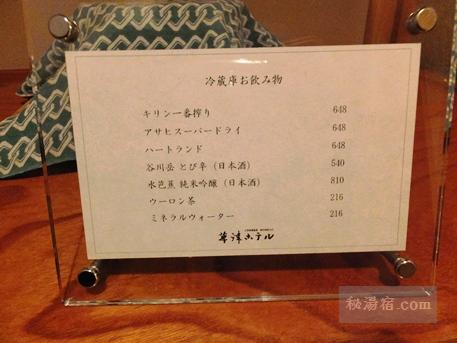 冷蔵庫お飲み物
キリン一番搾り 648
アサヒスーパードライ 648
ハートランド 648
谷川岳 とび辛（日本酒） 540
水芭蕉 純米吟醸（日本酒） 810
ウーロン茶 216
ミネラルウォーター 216
草津ホテル
秘湯宿.com